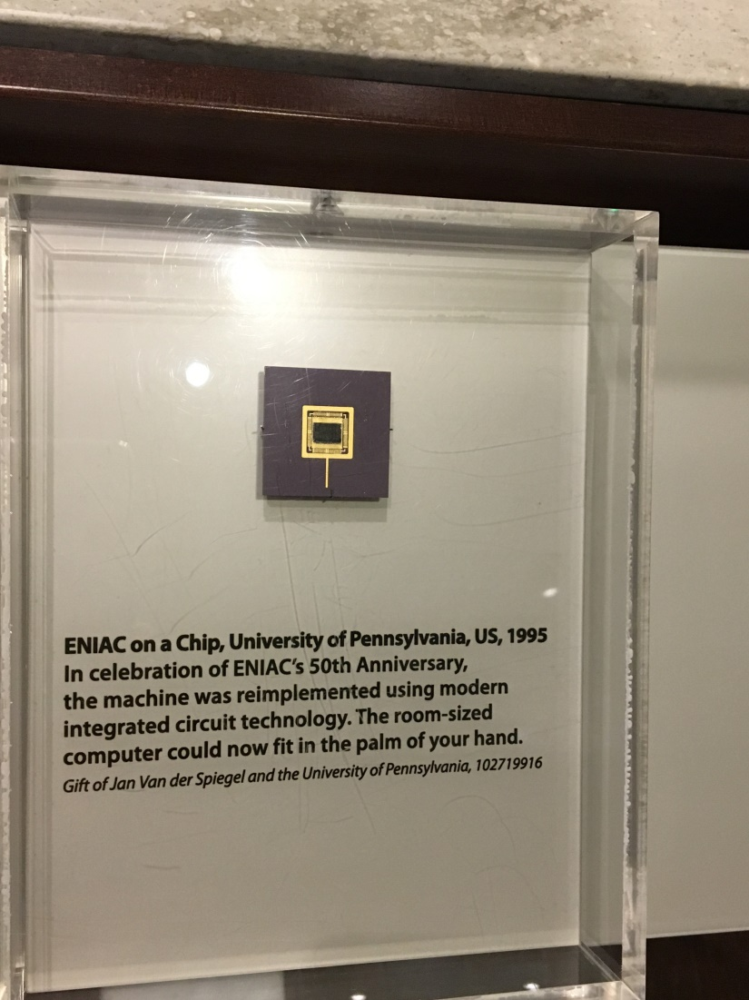 ENIAC on a Chip, University of Pennsylvania, US, 1995
In celebration of ENIAC's 50th Anniversary,
the machine was reimplemented using modern
integrated circuit technology. The room-sized
computer could now fit in the palm of your hand.
Gift of Jan Van der Spiegel and the University of Pennsylvania, 102719916